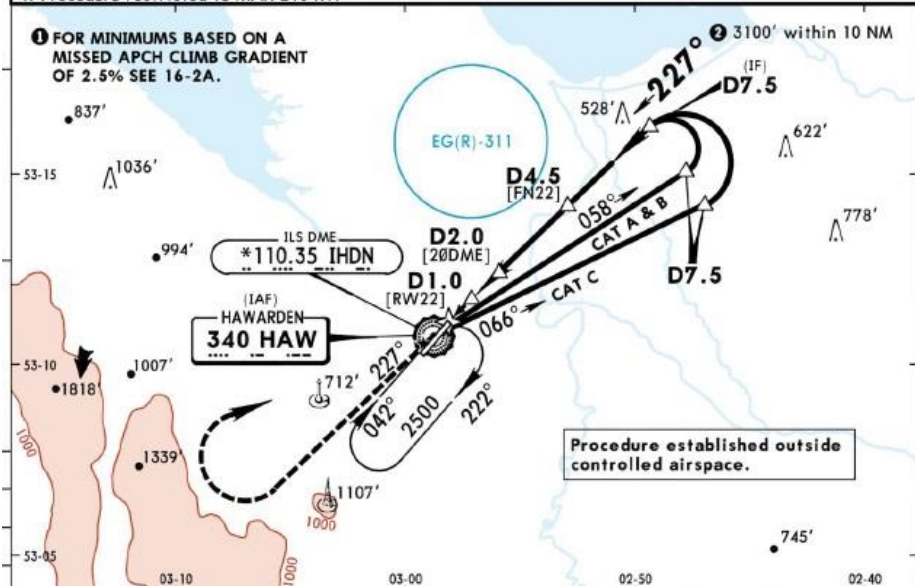 ❶ FOR MINIMUMS BASED ON A
MISSED APCH CLIMB GRADIENT
OF 2.5% SEE 16-2A.
❷ 3100' within 10 NM
227°
(IF)
D7.5
528'
837'
1036'
EG(R)-311
622'
53-15
D4.5
[FN22]
058°
CAT A & B
778'
994'
ILS DME
*110.35 IHDN
D2.0
[20DME]
D7.5
D1.0
[RW22]
066°
CAT C
(IAF)
HAWARDEN
340 HAW
53-10
1007'
1818'
227°
712'
042°
2500
222°
1000
Procedure established outside
controlled airspace.
1339'
1107'
1000
745'
53-05
03-10
1000
03-00
02-50
02-40